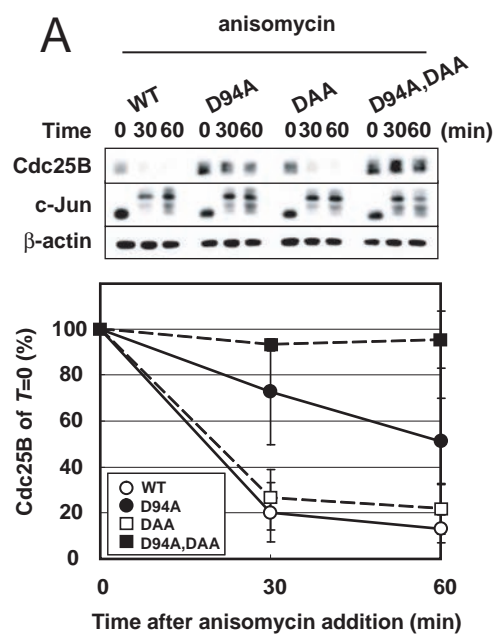 A
anisomycin
WT D94A DAA D94A,DAA
Time 0 30 60 0 30 60 0 30 60 0 30 60 (min)
Cdc25B
c-Jun
β-actin
Cdc25B of T=0 (%)
100
80
60
40
20
0
WT
D94A
DAA
D94A,DAA
0 30 60
Time after anisomycin addition (min)